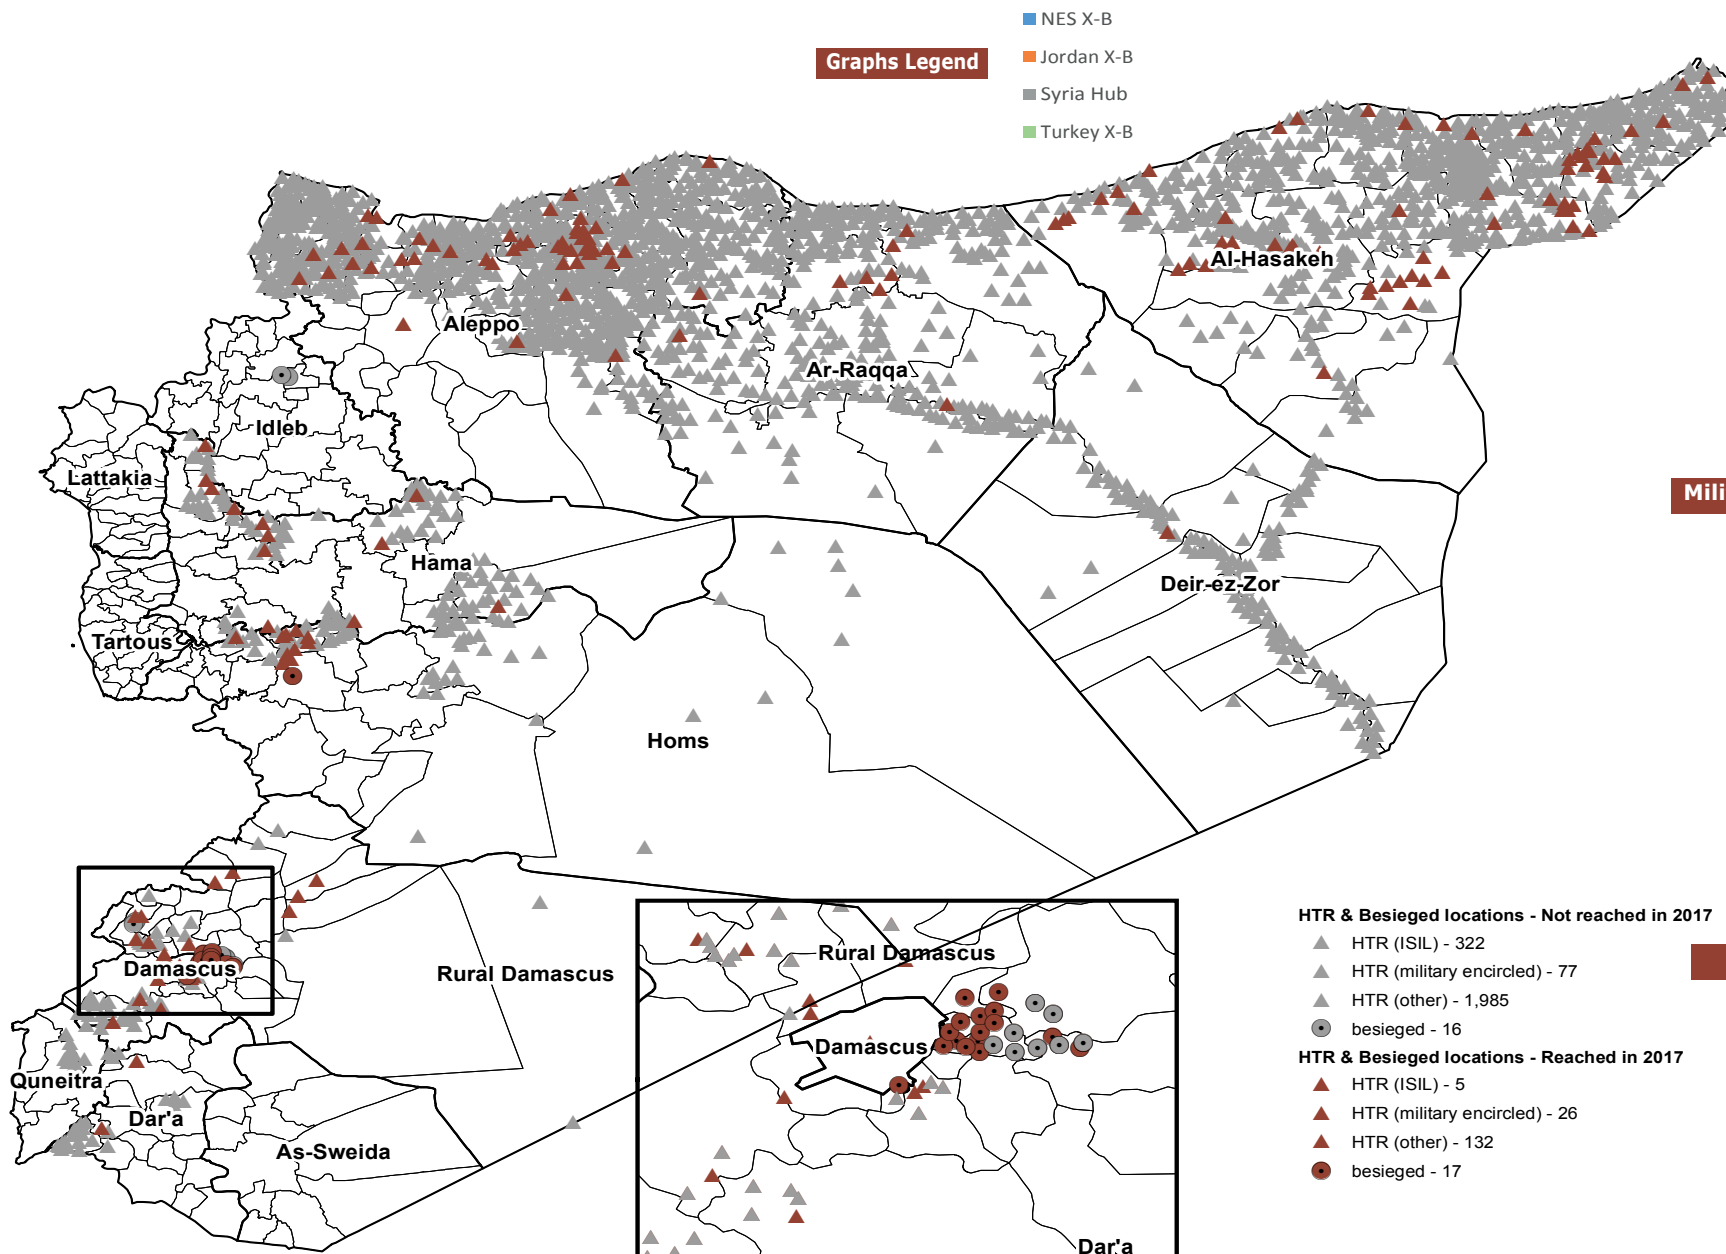 NES X-B
Graphs Legend
Jordan X-B
Syria Hub
Turkey X-B
Al-Hasakeh
Aleppo
Ar-Raqqa
Idleb
Lattakia
Mili
Hama
Deir-ez-Zor
Tartous
Homs
HTR & Besieged locations - Not reached in 2017
HTR (ISIL) - 322
HTR (military encircled) - 77
HTR (other) - 1,985
besieged - 16
HTR & Besieged locations - Reached in 2017
HTR (ISIL) - 5
HTR (military encircled) - 26
HTR (other) - 132
besieged - 17
Damascus
Rural Damascus
Rural Damascus
Damascus
Quneitra
Dar'a
As-Sweida
Dar'a